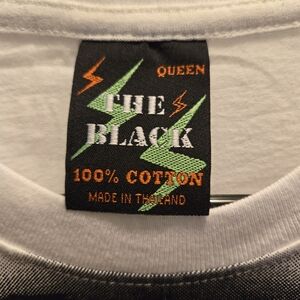 QUEEN
THE
BLACK
100% COTTON
MADE IN THAILAND